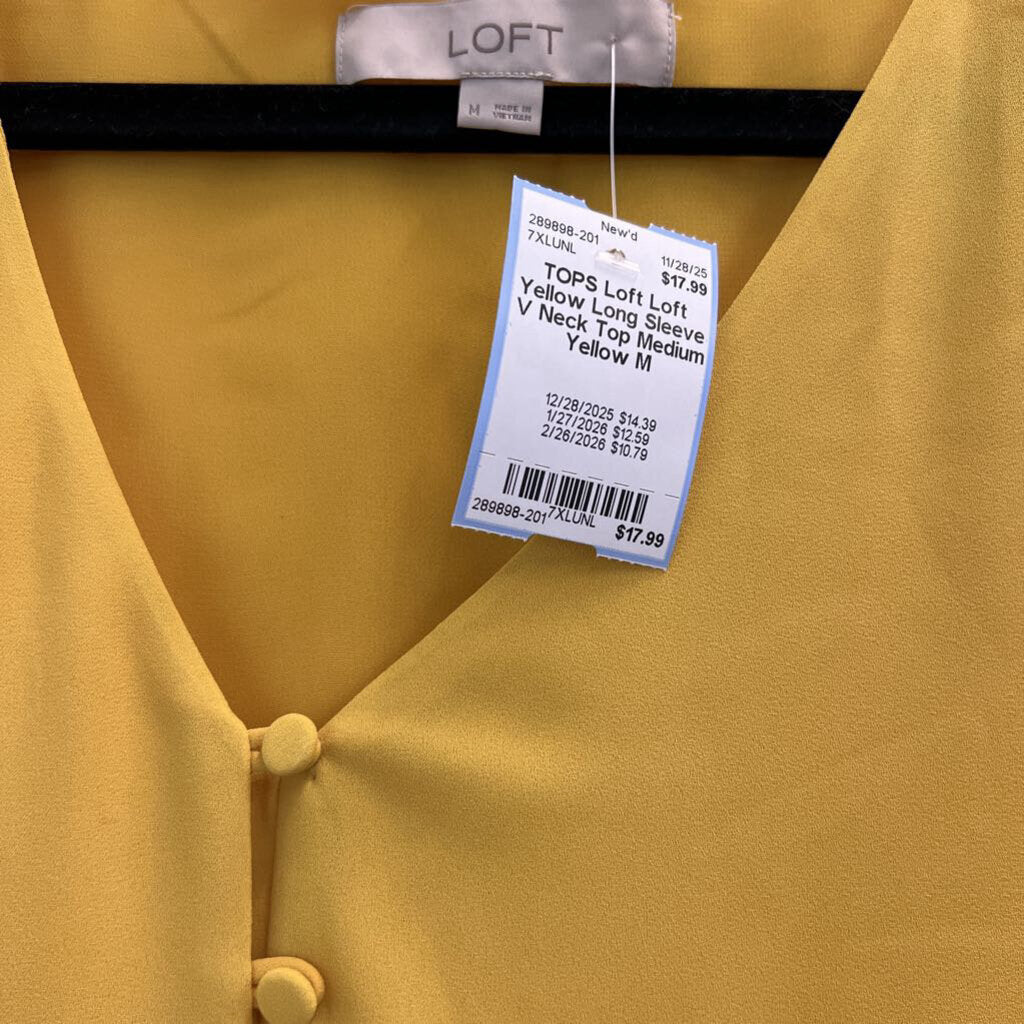 LOFT
M MADE IN
VIETNAM
New'd
289898-201
7XLUNL
11/28/25
$17.99
TOPS Loft Loft
Yellow Long Sleeve
V Neck Top Medium
Yellow M
12/28/2025 $14.39
1/27/2026 $12.59
2/26/2026 $10.79
289898-201 7XLUNL $17.99